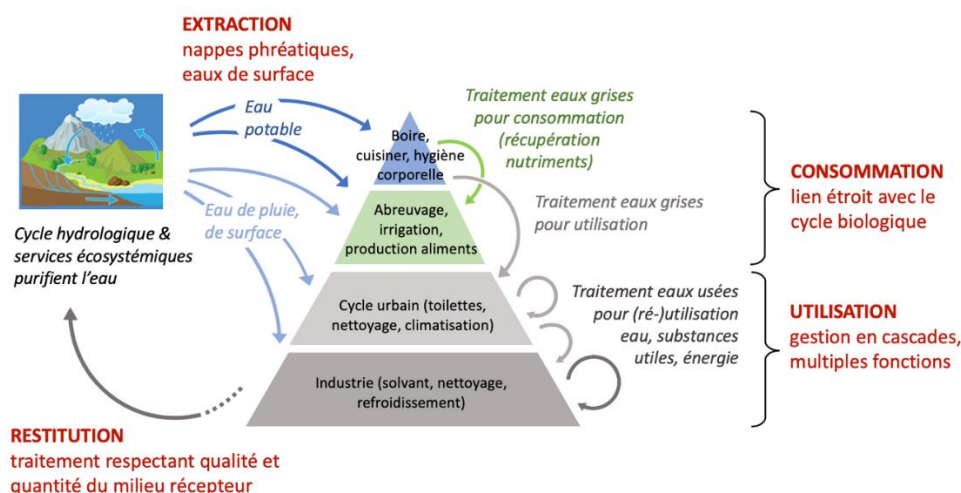 EXTRACTION
nappes phréatiques,
eaux de surface
Eau
potable
Boire,
cuisiner, hygiène
corporelle
Traitement eaux grises
pour consommation
(récupération
nutriments)
CONSOMMATION
lien étroit avec le
cycle biologique
Eau de pluie,
de surface
Abreuvage,
irrigation,
production aliments
Traitement eaux grises
pour utilisation
Cycle hydrologique &
services écosystémiques
purifient l’eau
Cycle urbain (toilettes,
nettoyage, climatisation)
Traitement eaux usées
pour (ré-)utilisation
eau, substances
utiles, énergie
UTILISATION
gestion en cascades,
multiples fonctions
Industrie (solvant, nettoyage,
refroidissement)
RESTITUTION
traitement respectant qualité et
quantité du milieu récepteur